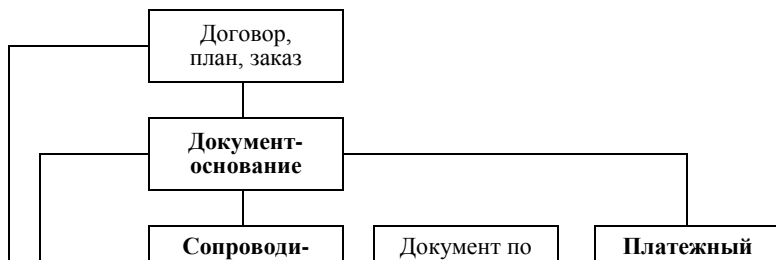 Договор,
план, заказ
Документ-
основание
Сопроводи-
Документ по
Платежный